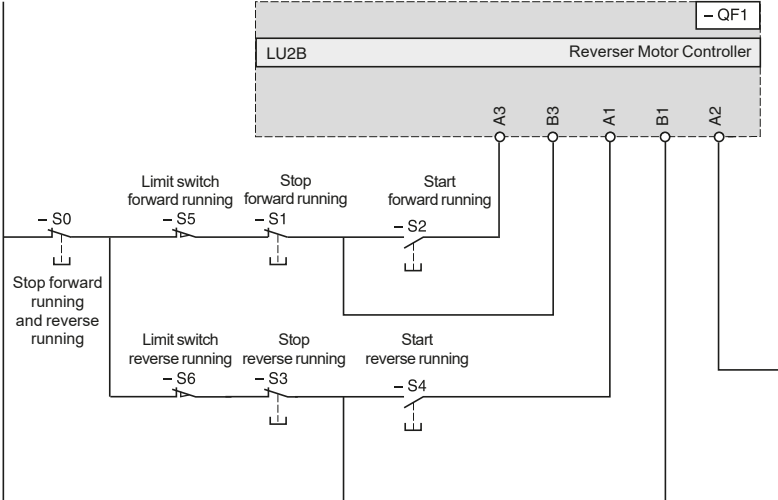 – QF1
LU2B
Reverser Motor Controller
A3
B3
A1
B1
A2
Limit switch
forward running
Stop
forward running
Start
forward running
– S0
– S5
– S1
– S2
Stop forward
running
and reverse
running
Limit switch
reverse running
Stop
reverse running
Start
reverse running
– S6
– S3
– S4